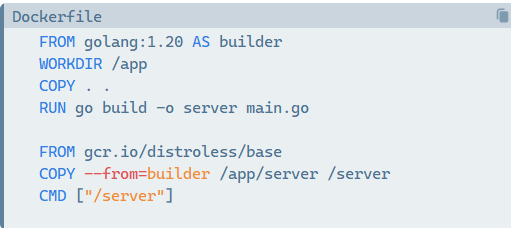 Dockerfile
FROM golang:1.20 AS builder
WORKDIR /app
COPY . .
RUN go build -o server main.go
FROM gcr.io/distroless/base
COPY --from=builder /app/server /server
CMD ["/server"]